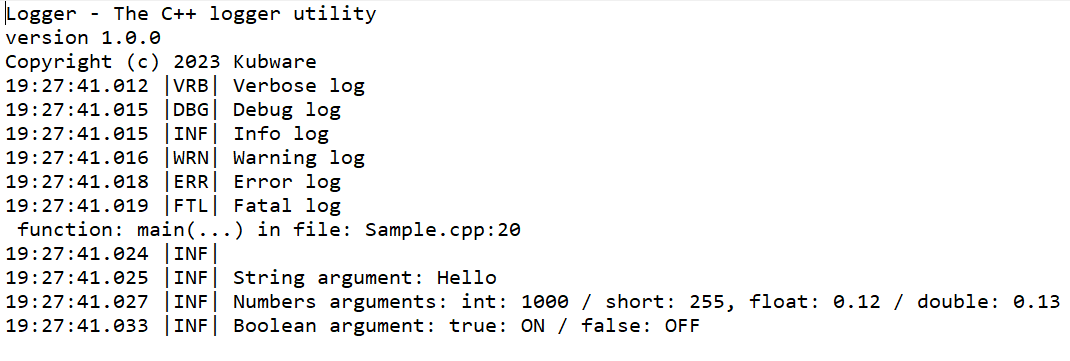 Logger - The C++ logger utility
version 1.0.0
Copyright (c) 2023 Kubware
19:27:41.012 |VRB| Verbose log
19:27:41.015 |DBG| Debug log
19:27:41.015 |INF| Info log
19:27:41.016 |WRN| Warning log
19:27:41.018 |ERR| Error log
19:27:41.019 |FTL| Fatal log
 function: main(...) in file: Sample.cpp:20
19:27:41.024 |INF|
19:27:41.025 |INF| String argument: Hello
19:27:41.027 |INF| Numbers arguments: int: 1000 / short: 255, float: 0.12 / double: 0.13
19:27:41.033 |INF| Boolean argument: true: ON / false: OFF